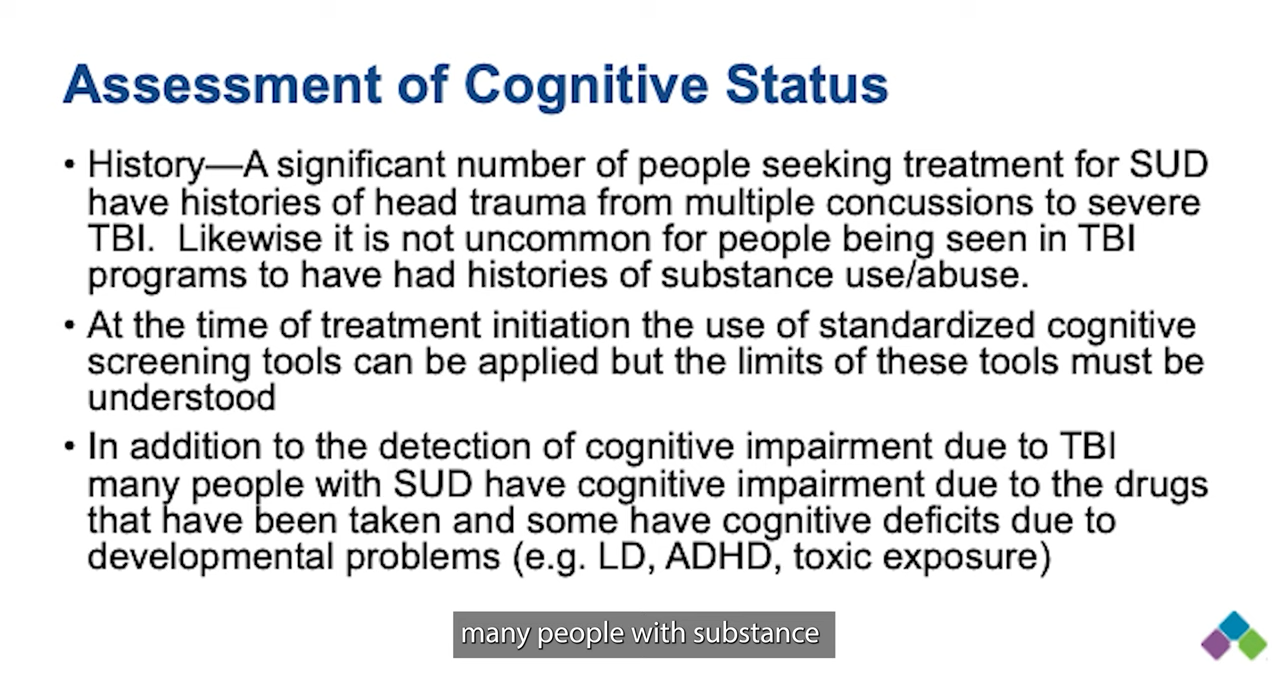 Assessment of Cognitive Status
• History—A significant number of people seeking treatment for SUD
have histories of head trauma from multiple concussions to severe
TBI.  Likewise it is not uncommon for people being seen in TBI
programs to have had histories of substance use/abuse.
• At the time of treatment initiation the use of standardized cognitive
screening tools can be applied but the limits of these tools must be
understood
• In addition to the detection of cognitive impairment due to TBI
many people with SUD have cognitive impairment due to the drugs
that have been taken and some have cognitive deficits due to
developmental problems (e.g. LD, ADHD, toxic exposure)
many people with substance